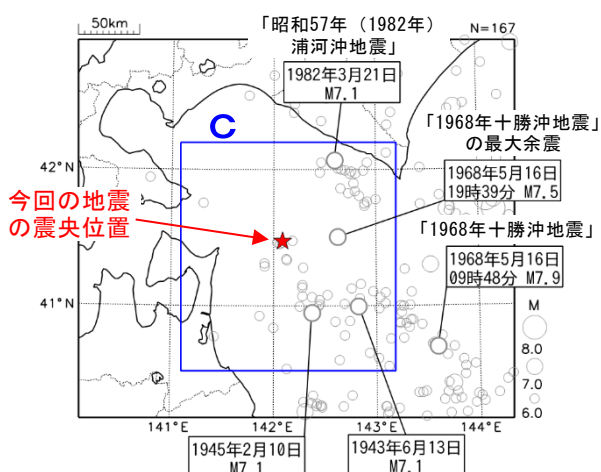 50km
「昭和57年（1982年）
浦河沖地震」
N=167
1982年3月21日
M7.1
C
「1968年十勝沖地震」
の最大余震
1968年5月16日
19時39分 M7.5
42°N
今回の地震
の震央位置
「1968年十勝沖地震」
1968年5月16日
09時48分 M7.9
41°N
M
8.0
7.0
6.0
141°E
142°E
143°E
144°E
1945年2月10日
M7.1
1943年6月13日
M7.1